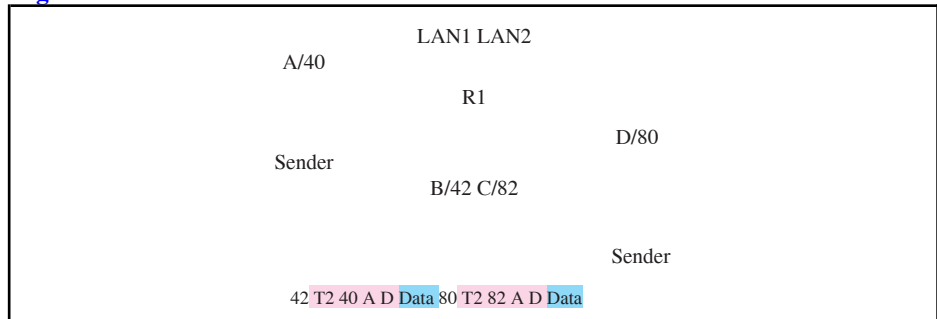 LAN1 LAN2
A/40
R1
D/80
Sender
B/42 C/82
Sender
42 T2 40 A D Data 80 T2 82 A D Data